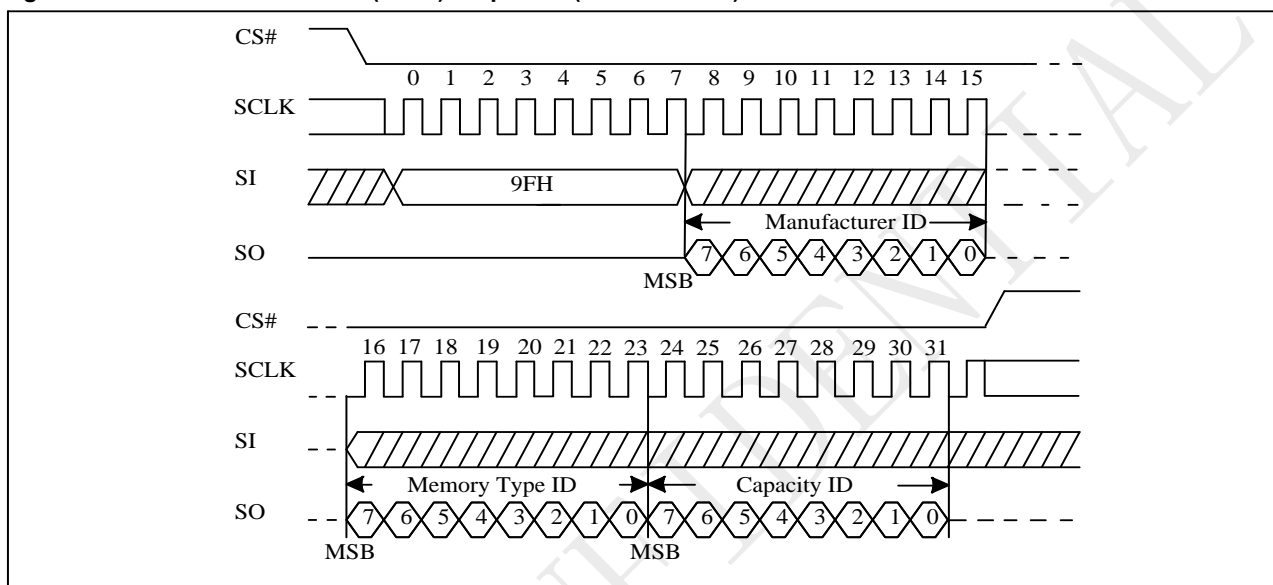 CS#
0 1 2 3 4 5 6 7 8 9 10 11 12 13 14 15
SCLK
SI
9FH
Manufacturer ID
SO
7 6 5 4 3 2 1 0
MSB
CS#
16 17 18 19 20 21 22 23 24 25 26 27 28 29 30 31
SCLK
SI
Memory Type ID Capacity ID
SO
7 6 5 4 3 2 1 0 7 6 5 4 3 2 1 0
MSB MSB